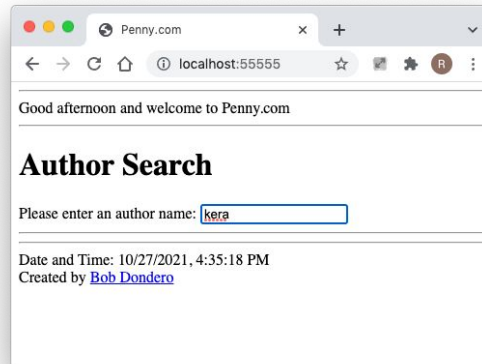 Penny.com
localhost:55555
R
Good afternoon and welcome to Penny.com
Author Search
Please enter an author name: kera
Date and Time: 10/27/2021, 4:35:18 PM
Created by Bob Dondero